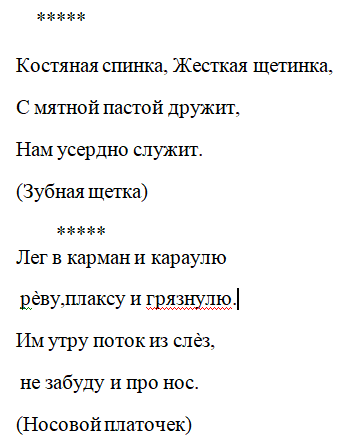 *****
Костяная спинка, Жесткая щетинка,
С мятной пастой дружит,
Нам усердно служит.
(Зубная щетка)
*****
Лег в карман и караулю
рѐву,плаксу и грязнулю.
Им утру поток из слѐз,
не забуду и про нос.
(Носовой платочек)